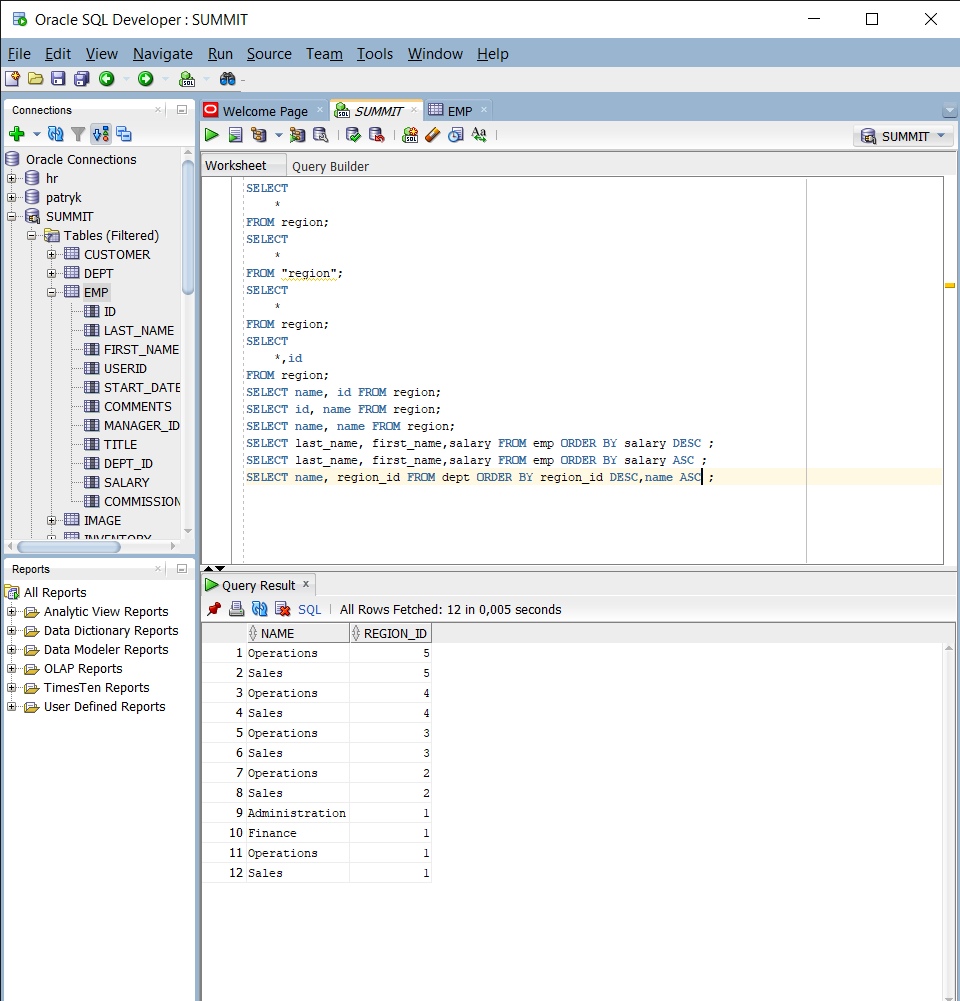 Oracle SQL Developer : SUMMIT
File Edit View Navigate Run Source Team Tools Window Help
Connections
Oracle Connections
hr
patryk
SUMMIT
Tables (Filtered)
CUSTOMER
DEPT
EMP
ID
LAST_NAME
FIRST_NAME
USERID
START_DATE
COMMENTS
MANAGER_ID
TITLE
DEPT_ID
SALARY
COMMISSION
IMAGE
INVENTORY
Reports
All Reports
Analytic View Reports
Data Dictionary Reports
Data Modeler Reports
OLAP Reports
TimesTen Reports
User Defined Reports
Welcome Page SUMMIT EMP
SUMMIT
Worksheet Query Builder
SELECT
*
FROM region;
SELECT
*
FROM "region";
SELECT
*
FROM region;
SELECT
*,id
FROM region;
SELECT name, id FROM region;
SELECT id, name FROM region;
SELECT name, name FROM region;
SELECT last_name, first_name,salary FROM emp ORDER BY salary DESC ;
SELECT last_name, first_name,salary FROM emp ORDER BY salary ASC ;
SELECT name, region_id FROM dept ORDER BY region_id DESC,name ASC ;
Query Result
SQL All Rows Fetched: 12 in 0,005 seconds
NAME REGION_ID
1 Operations 5
2 Sales 5
3 Operations 4
4 Sales 4
5 Operations 3
6 Sales 3
7 Operations 2
8 Sales 2
9 Administration 1
10 Finance 1
11 Operations 1
12 Sales 1